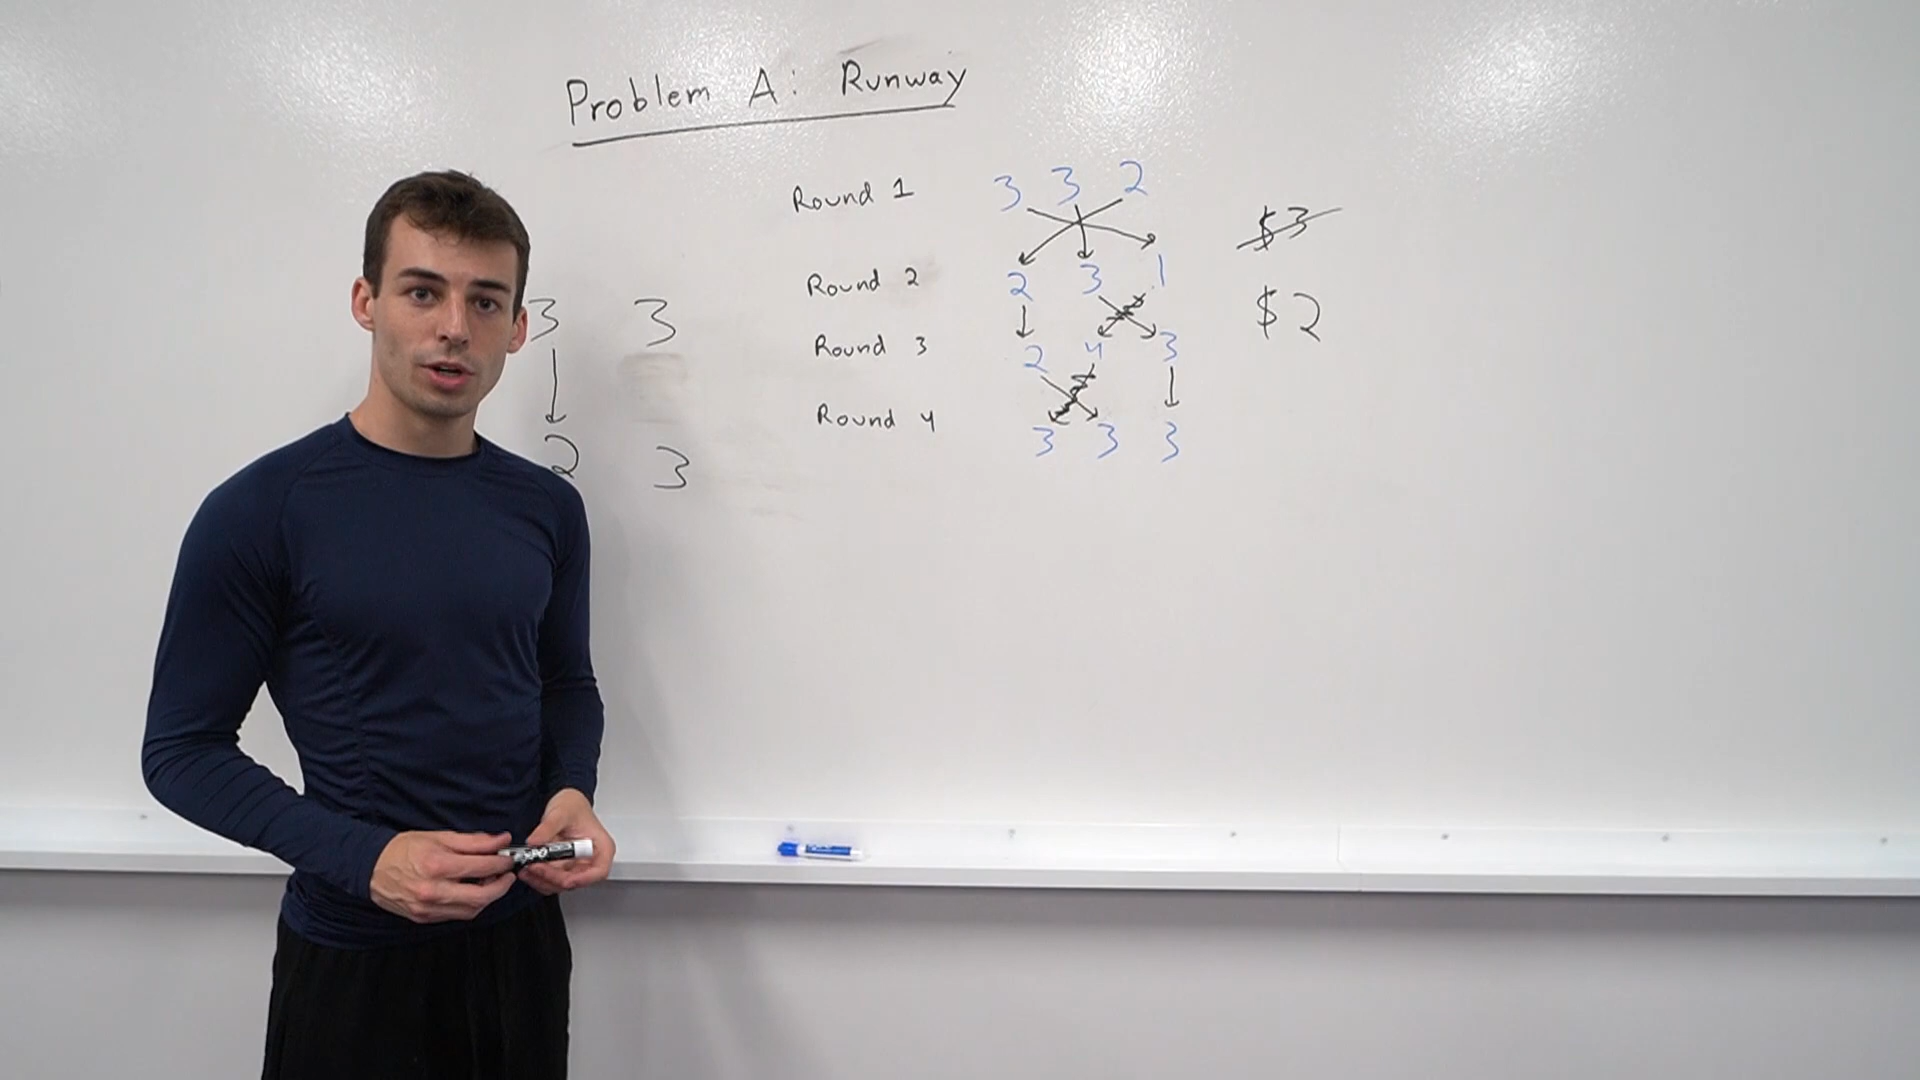 Problem A: Runway
Round 1 3 3 2
$3
Round 2 2 3 1
$2
3 3
Round 3 2 4 3
Round 4 3 3 3
2 3
EXPO